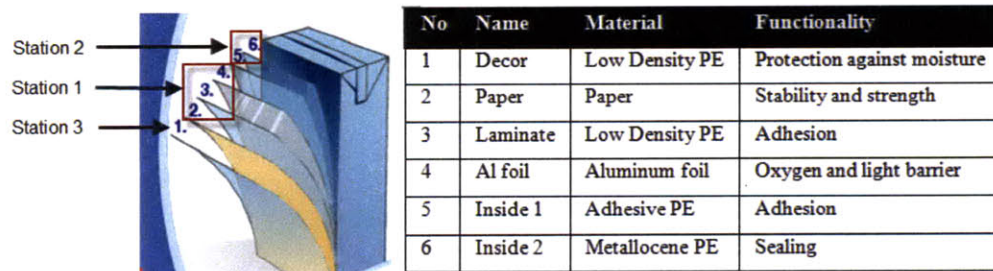 Station 2
Station 1
Station 3
6.
5.
4.
3.
2.
1.
No Name Material Functionality
1 Decor Low Density PE Protection against moisture
2 Paper Paper Stability and strength
3 Laminate Low Density PE Adhesion
4 Al foil Aluminum foil Oxygen and light barrier
5 Inside 1 Adhesive PE Adhesion
6 Inside 2 Metallocene PE Sealing